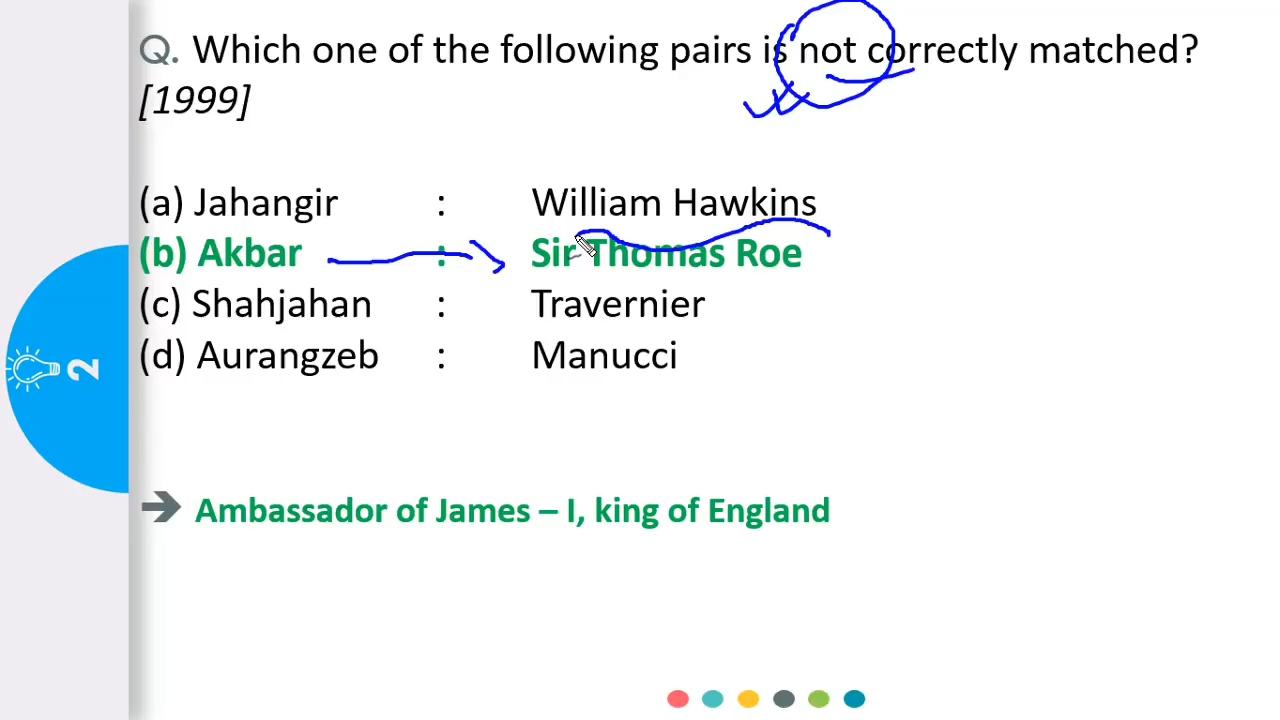 Q. Which one of the following pairs is not correctly matched?
[1999]
(a) Jahangir : William Hawkins
(b) Akbar : Sir Thomas Roe
(c) Shahjahan : Travernier
(d) Aurangzeb : Manucci
2
➔ Ambassador of James – I, king of England